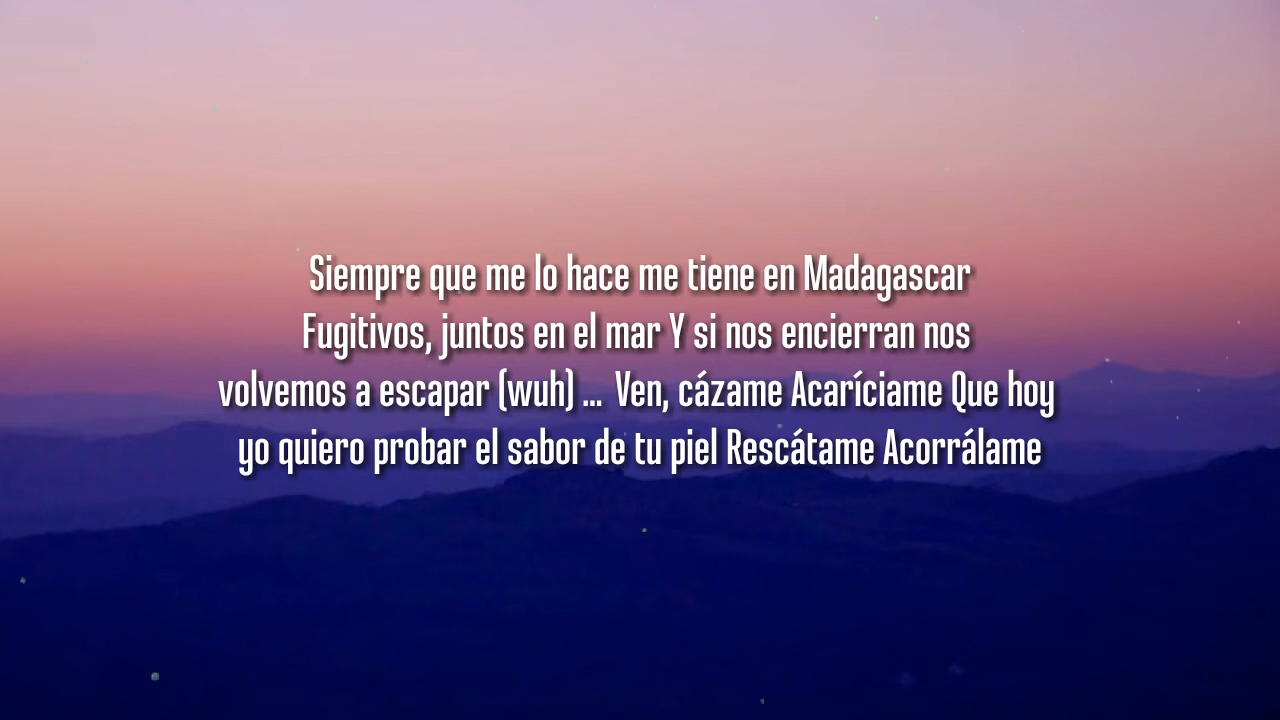 Siempre que me lo hace me tiene en Madagascar
Fugitivos, juntos en el mar Y si nos encierran nos
volvemos a escapar (wuh) ... Ven, cázame Acaríciame Que hoy
yo quiero probar el sabor de tu piel Rescátame Acorrálame